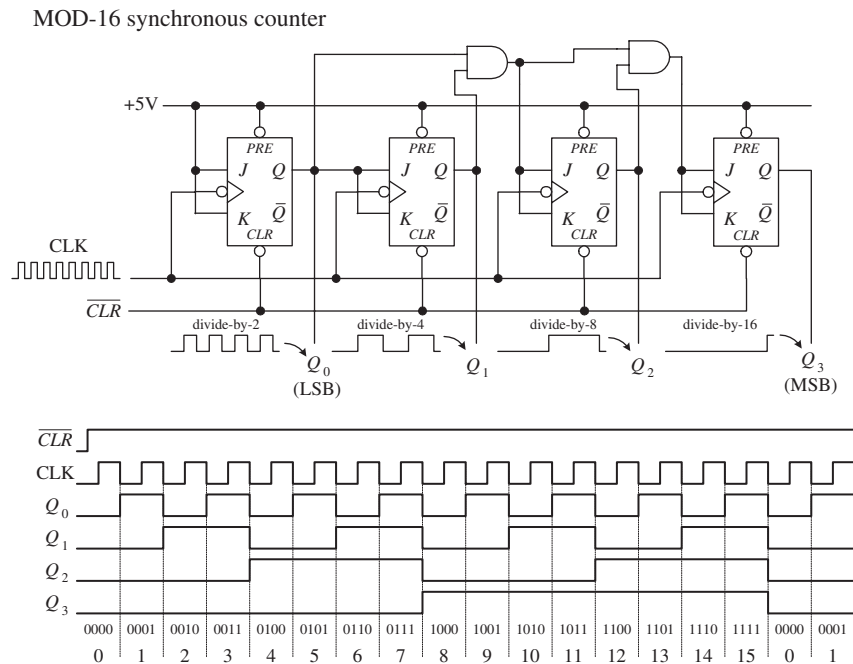 MOD-16 synchronous counter
+5V
PRE PRE PRE PRE
J Q J Q J Q J Q
K Q̅ K Q̅ K Q̅ K Q̅
CLR CLR CLR CLR
CLK
C̅L̅R̅
divide-by-2 divide-by-4 divide-by-8 divide-by-16
Q₀ Q₁ Q₂ Q₃
(LSB) (MSB)
C̅L̅R̅
CLK
Q₀
Q₁
Q₂
Q₃
0000 0001 0010 0011 0100 0101 0110 0111 1000 1001 1010 1011 1100 1101 1110 1111 0000 0001
0 1 2 3 4 5 6 7 8 9 10 11 12 13 14 15 0 1